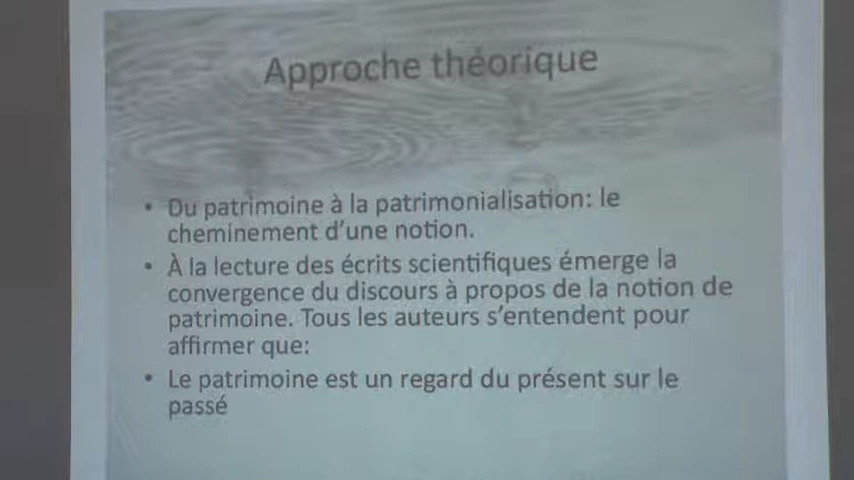 Approche théorique
• Du patrimoine à la patrimonialisation: le
cheminement d'une notion.
• À la lecture des écrits scientifiques émerge la
convergence du discours à propos de la notion de
patrimoine. Tous les auteurs s'entendent pour
affirmer que:
• Le patrimoine est un regard du présent sur le
passé